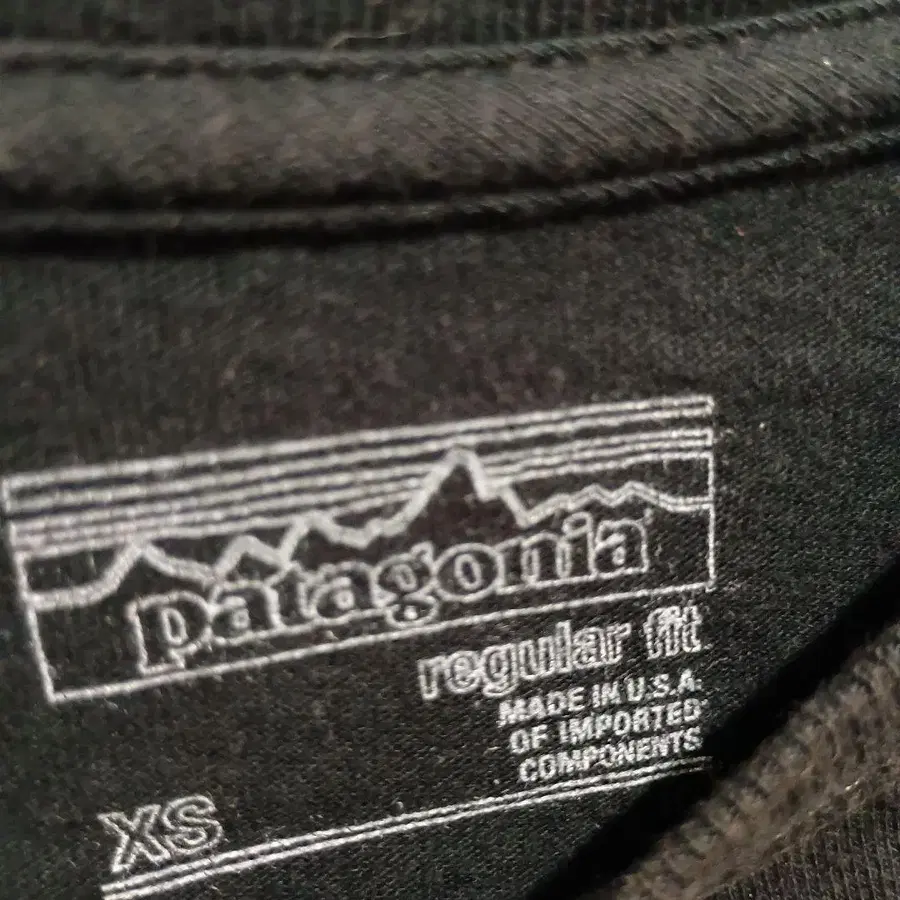 patagonia
regular fit
MADE IN U.S.A.
OF IMPORTED
COMPONENTS
XS